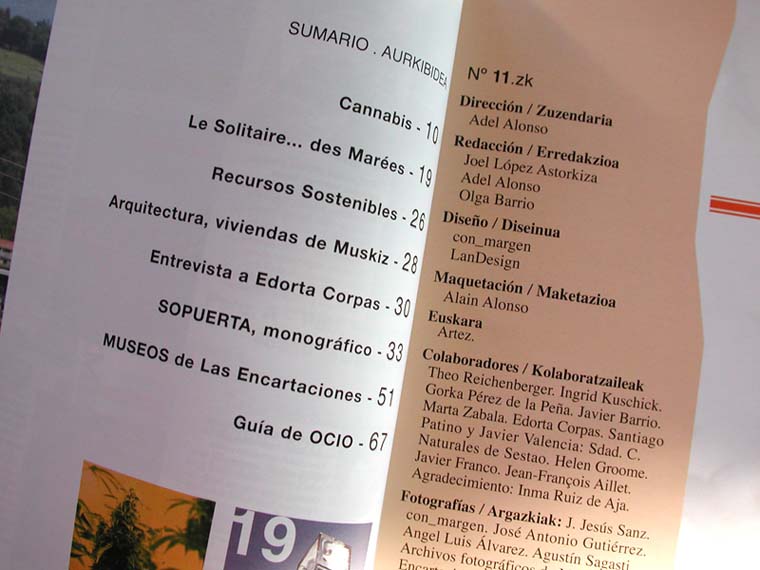 SUMARIO . AURKIBIDEA
Cannabis - 10
Le Solitaire... des Marées - 19
Recursos Sostenibles - 26
Arquitectura, viviendas de Muskiz - 28
Entrevista a Edorta Corpas - 30
SOPUERTA, monográfico - 33
MUSEOS de Las Encartaciones - 51
Guía de OCIO - 67
19
Nº 11.zk
Dirección / Zuzendaria
Adel Alonso
Redacción / Erredakzioa
Joel López Astorkiza
Adel Alonso
Olga Barrio
Diseño / Diseinua
con_margen
LanDesign
Maquetación / Maketazioa
Alain Alonso
Euskara
Artez.
Colaboradores / Kolaboratzaileak
Theo Reichenberger. Ingrid Kuschick.
Gorka Pérez de la Peña. Javier Barrio.
Marta Zabala. Edorta Corpas. Santiago
Patino y Javier Valencia: Sdad. C.
Naturales de Sestao. Helen Groome.
Javier Franco. Jean-François Aillet.
Agradecimiento: Inma Ruiz de Aja.
Fotografías / Argazkiak: J. Jesús Sanz.
con_margen. José Antonio Gutiérrez.
Angel Luis Álvarez. Agustín Sagasti
Archivos fotográficos de